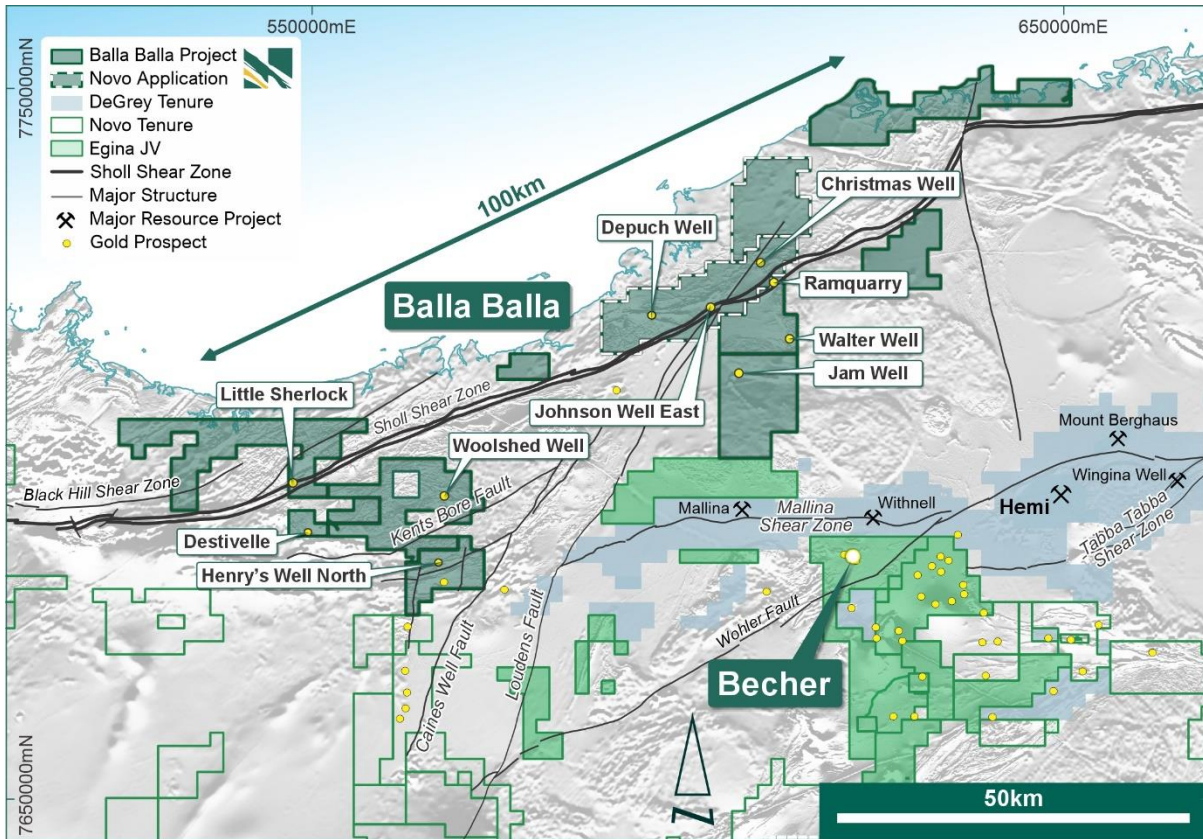 550000mE
650000mE
7750000mN
7650000mN
Balla Balla Project
Novo Application
DeGrey Tenure
Novo Tenure
Egina JV
Sholl Shear Zone
Major Structure
Major Resource Project
Gold Prospect
100km
Christmas Well
Depuch Well
Balla Balla
Ramquarry
Walter Well
Jam Well
Little Sherlock
Sholl Shear Zone
Johnson Well East
Woolshed Well
Mount Berghaus
Black Hill Shear Zone
Kents Bore Fault
Mallina
Mallina
Shear Zone
Withnell
Hemi
Wingina Well
Tabba Tabba
Shear Zone
Destivelle
Henry's Well North
Wohler Fault
Caines Well Fault
Loudens Fault
Becher
N
50km